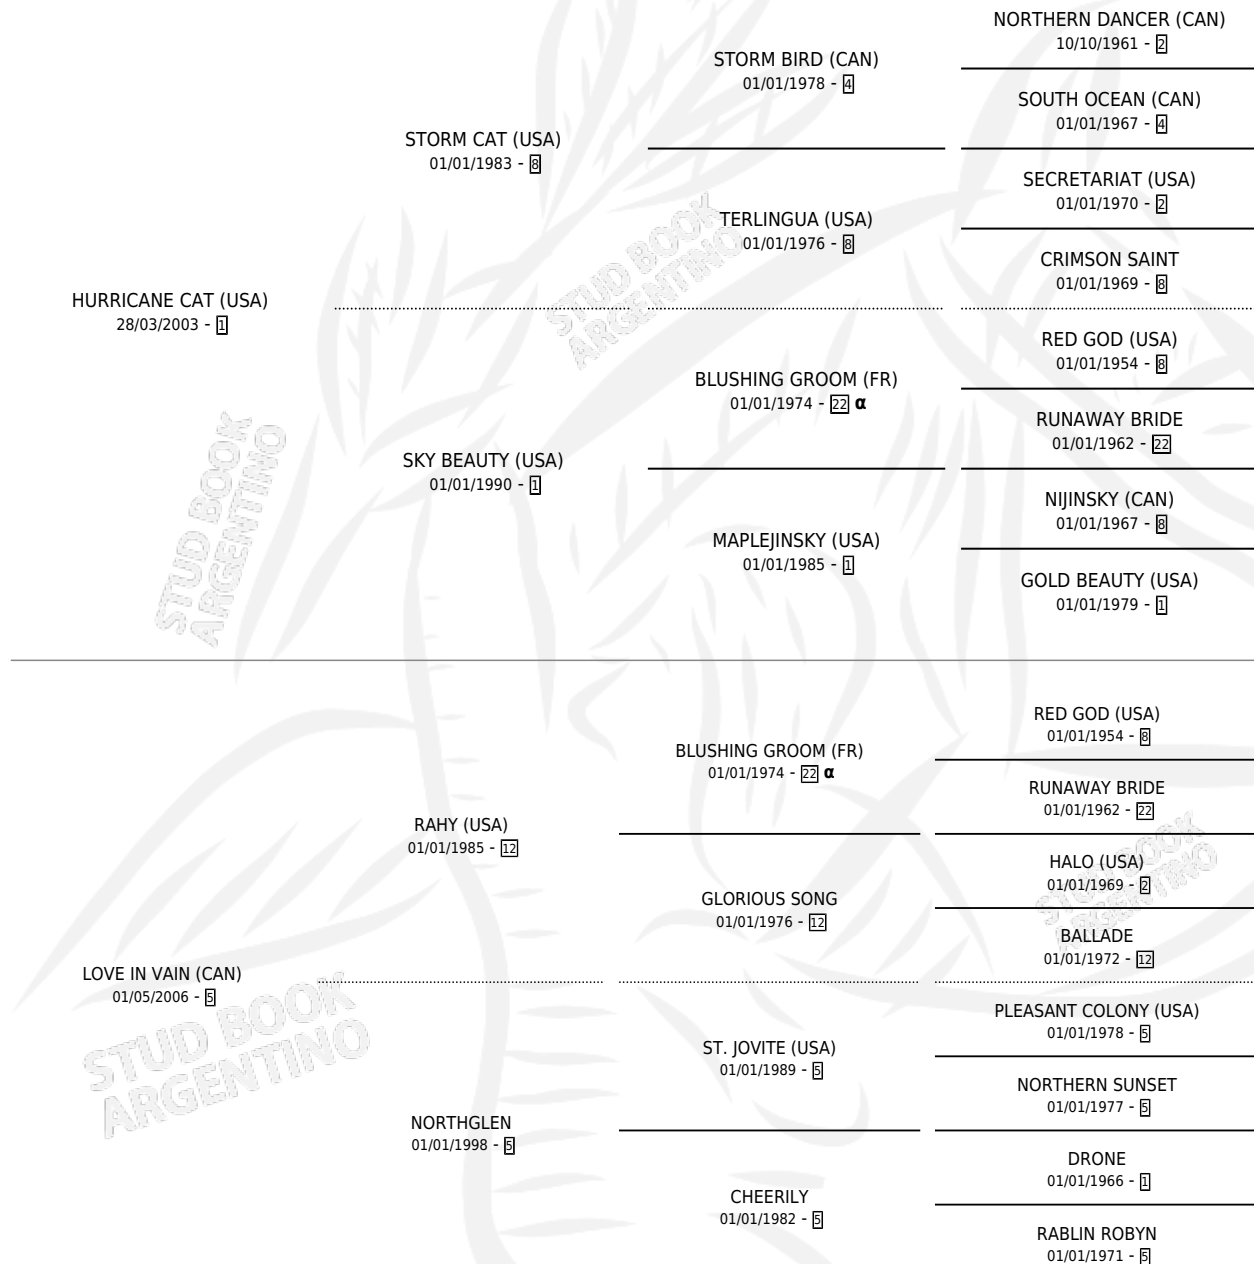 NORTHERN DANCER (CAN)
10/10/1961 - 2
STORM BIRD (CAN)
01/01/1978 - 4
SOUTH OCEAN (CAN)
01/01/1967 - 4
STORM CAT (USA)
01/01/1983 - 8
SECRETARIAT (USA)
01/01/1970 - 2
TERLINGUA (USA)
01/01/1976 - 8
CRIMSON SAINT
01/01/1969 - 8
HURRICANE CAT (USA)
28/03/2003 - 1
RED GOD (USA)
01/01/1954 - 8
BLUSHING GROOM (FR)
01/01/1974 - 22 α
RUNAWAY BRIDE
01/01/1962 - 22
SKY BEAUTY (USA)
01/01/1990 - 1
NIJINSKY (CAN)
01/01/1967 - 8
MAPLEJINSKY (USA)
01/01/1985 - 1
GOLD BEAUTY (USA)
01/01/1979 - 1
RED GOD (USA)
01/01/1954 - 8
BLUSHING GROOM (FR)
01/01/1974 - 22 α
RUNAWAY BRIDE
01/01/1962 - 22
RAHY (USA)
01/01/1985 - 12
HALO (USA)
01/01/1969 - 2
GLORIOUS SONG
01/01/1976 - 12
BALLADE
01/01/1972 - 12
LOVE IN VAIN (CAN)
01/05/2006 - 5
PLEASANT COLONY (USA)
01/01/1978 - 5
ST. JOVITE (USA)
01/01/1989 - 5
NORTHERN SUNSET
01/01/1977 - 5
NORTHGLEN
01/01/1998 - 5
DRONE
01/01/1966 - 1
CHEERILY
01/01/1982 - 5
RABLIN ROBYN
01/01/1971 - 5
STUD BOOK
ARGENTINO
STUD BOOK
ARGENTINO
STUD BOOK
ARGENTINO
STUD BOOK
ARGENTINO